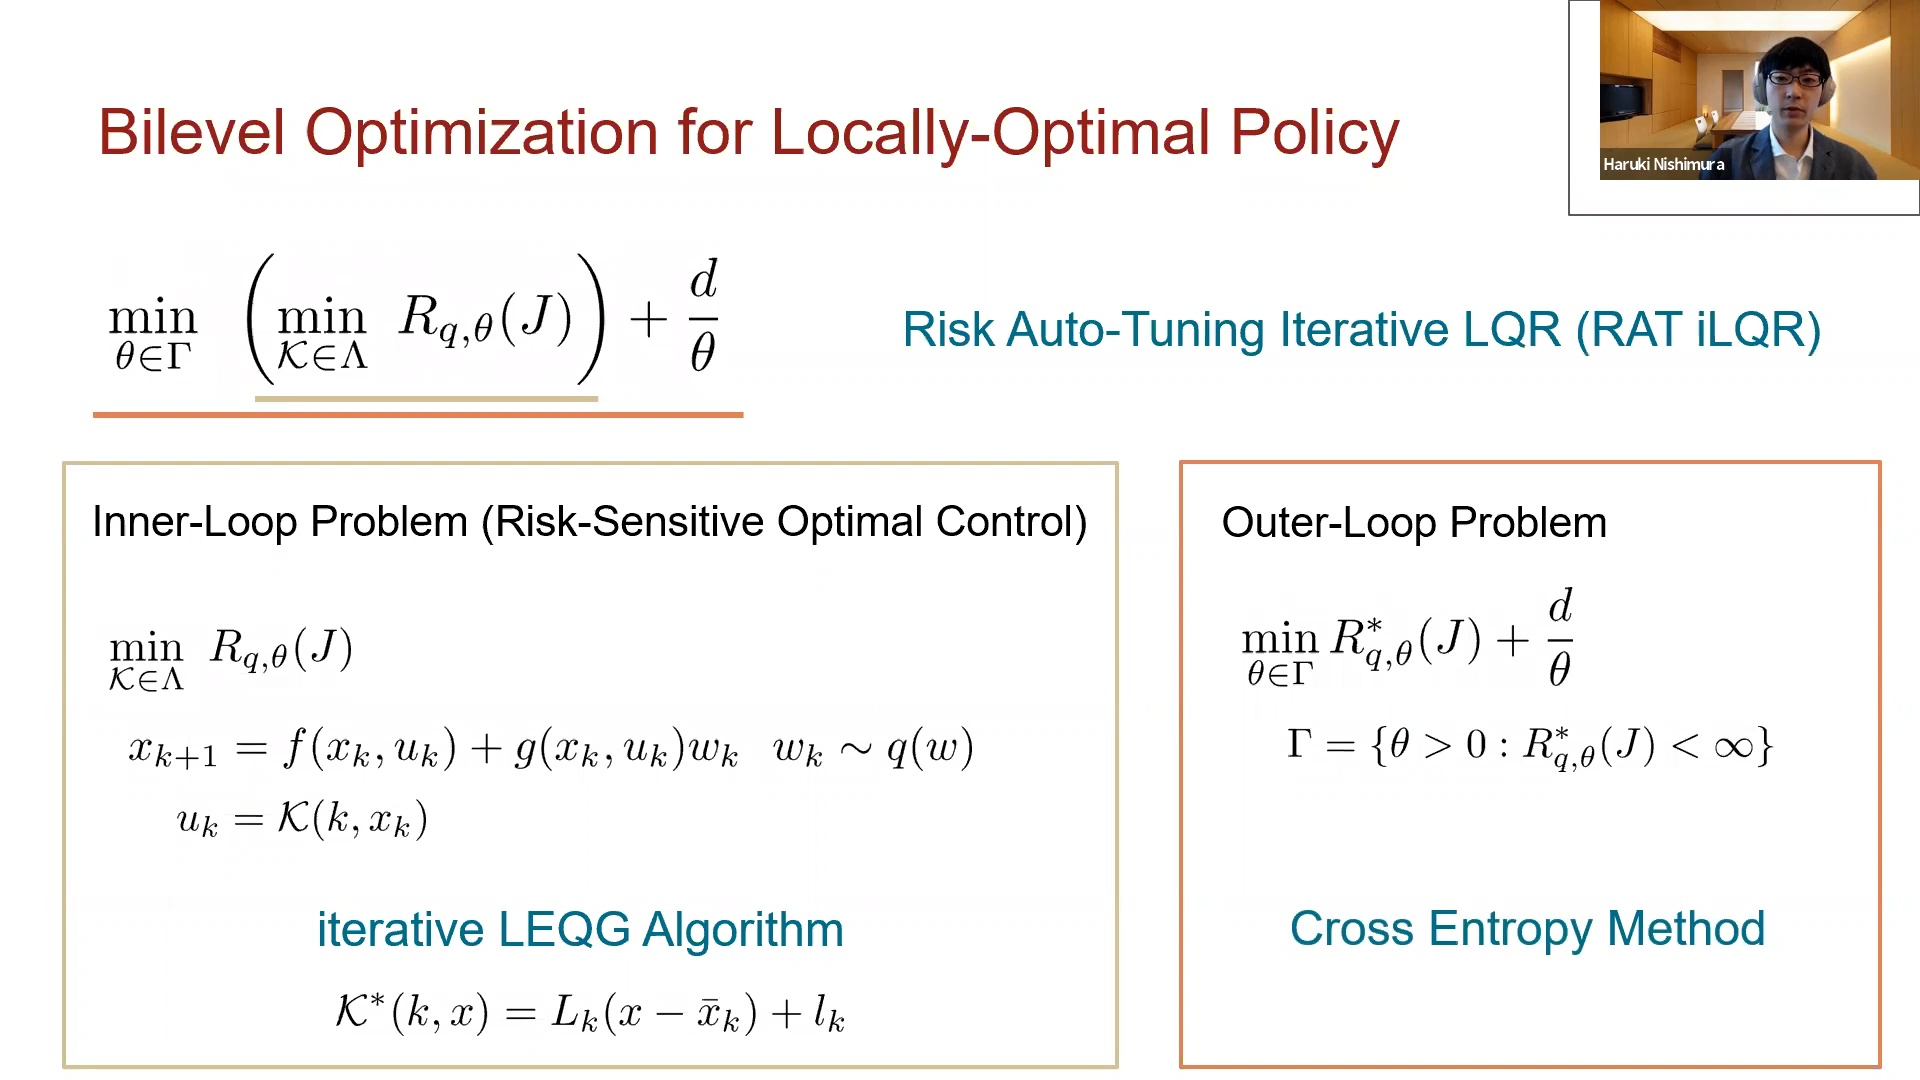 Bilevel Optimization for Locally-Optimal Policy
Haruki Nishimura
min_{θ∈Γ} ( min_{𝒦∈Λ} R_{q,θ}(J) ) + d/θ
Risk Auto-Tuning Iterative LQR (RAT iLQR)
Inner-Loop Problem (Risk-Sensitive Optimal Control)
min_{𝒦∈Λ} R_{q,θ}(J)
x_{k+1} = f(x_k, u_k) + g(x_k, u_k)w_k w_k ∼ q(w)
u_k = 𝒦(k, x_k)
iterative LEQG Algorithm
𝒦*(k, x) = L_k(x − x̄_k) + l_k
Outer-Loop Problem
min_{θ∈Γ} R*_{q,θ}(J) + d/θ
Γ = {θ > 0 : R*_{q,θ}(J) < ∞}
Cross Entropy Method